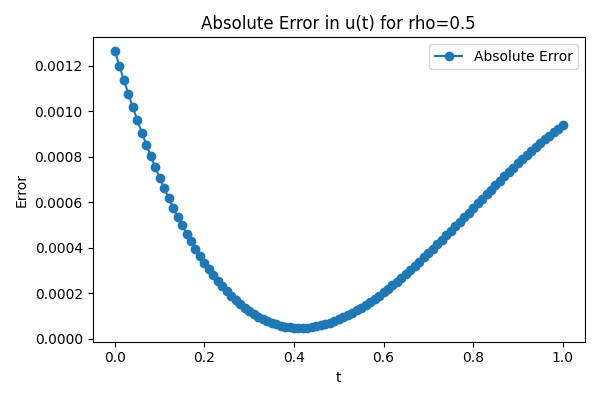 Absolute Error in u(t) for rho=0.5
Absolute Error
Error
0.0012
0.0010
0.0008
0.0006
0.0004
0.0002
0.0000
0.0 0.2 0.4 0.6 0.8 1.0
t